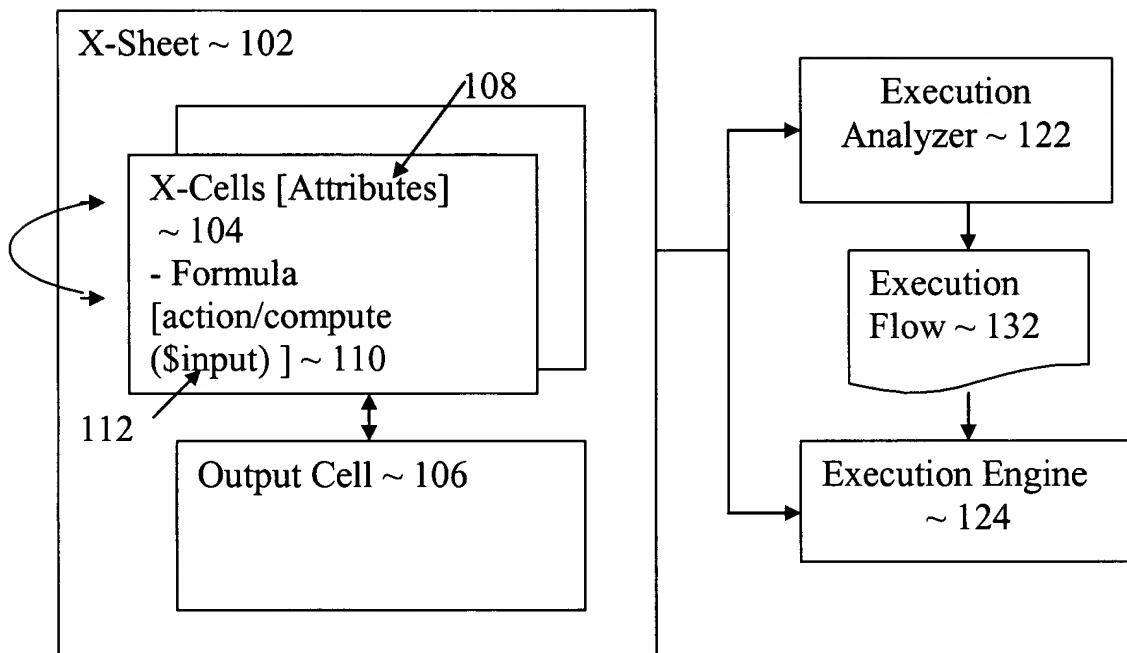 X-Sheet ~ 102
108
X-Cells [Attributes]
~ 104
- Formula
[action/compute
($input) ] ~ 110
112
Output Cell ~ 106
Execution
Analyzer ~ 122
Execution
Flow ~ 132
Execution Engine
~ 124